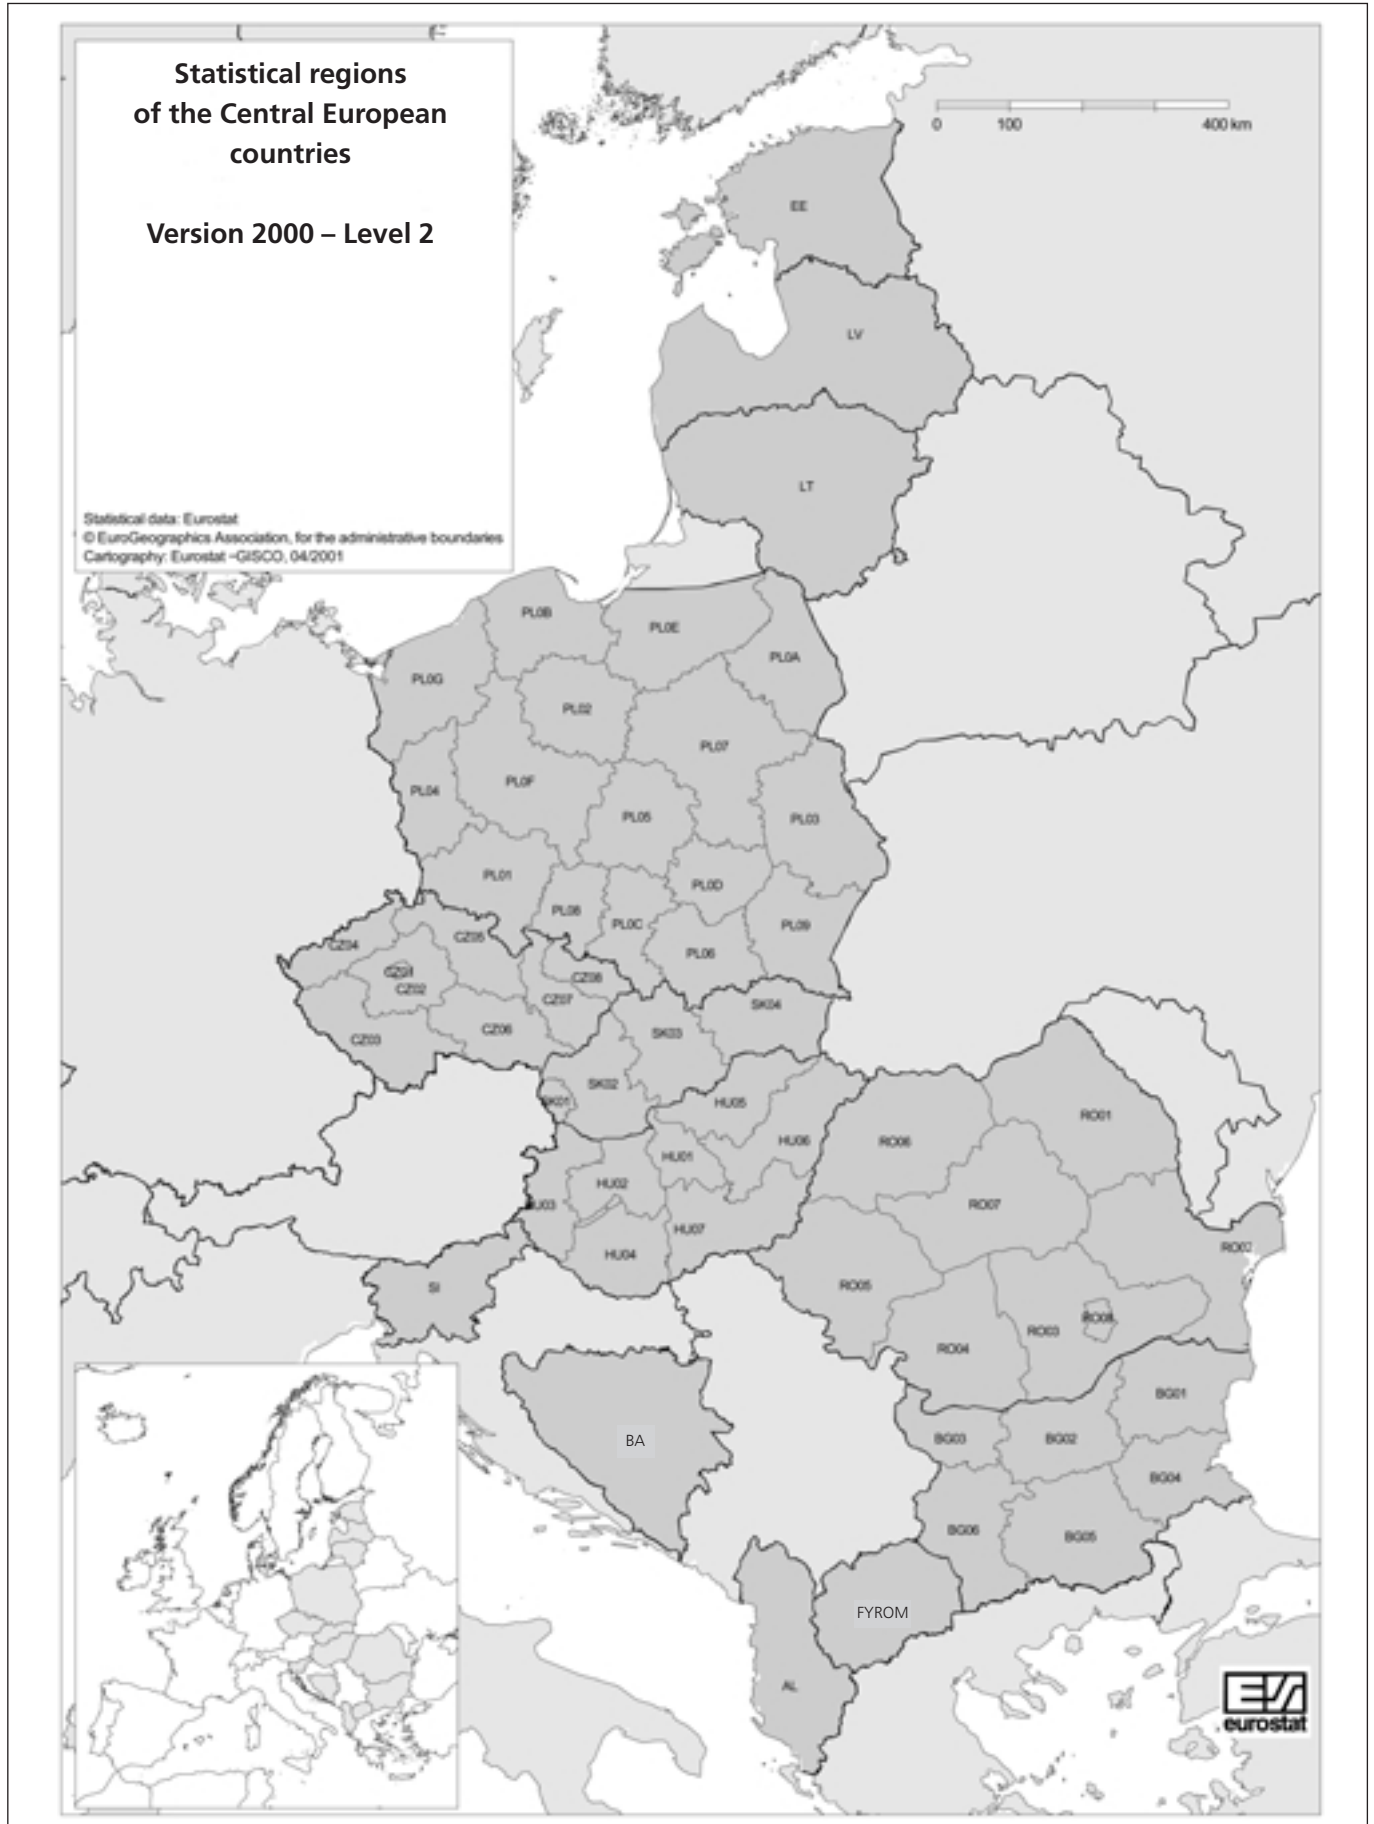 Statistical regions
of the Central European
countries
Version 2000 – Level 2
Statistical data: Eurostat
© EuroGeographics Association, for the administrative boundaries
Cartography: Eurostat –GISCO, 04/2001
0 100 400 km
EE
LV
LT
PL0B
PL0E
PL0A
PL0G
PL02
PL07
PL0F
PL04
PL05
PL03
PL01
PL0D
PL08
PL0C
PL09
PL06
CZ04
CZ05
CZ01
CZ02
CZ08
CZ07
CZ06
CZ03
SK04
SK03
SK02
SK01
HU05
HU06
HU01
HU02
HU03
HU07
HU04
RO01
RO06
RO07
RO02
RO05
RO08
RO03
RO04
SI
BA
BG01
BG03
BG02
BG04
BG06
BG05
FYROM
AL
eurostat